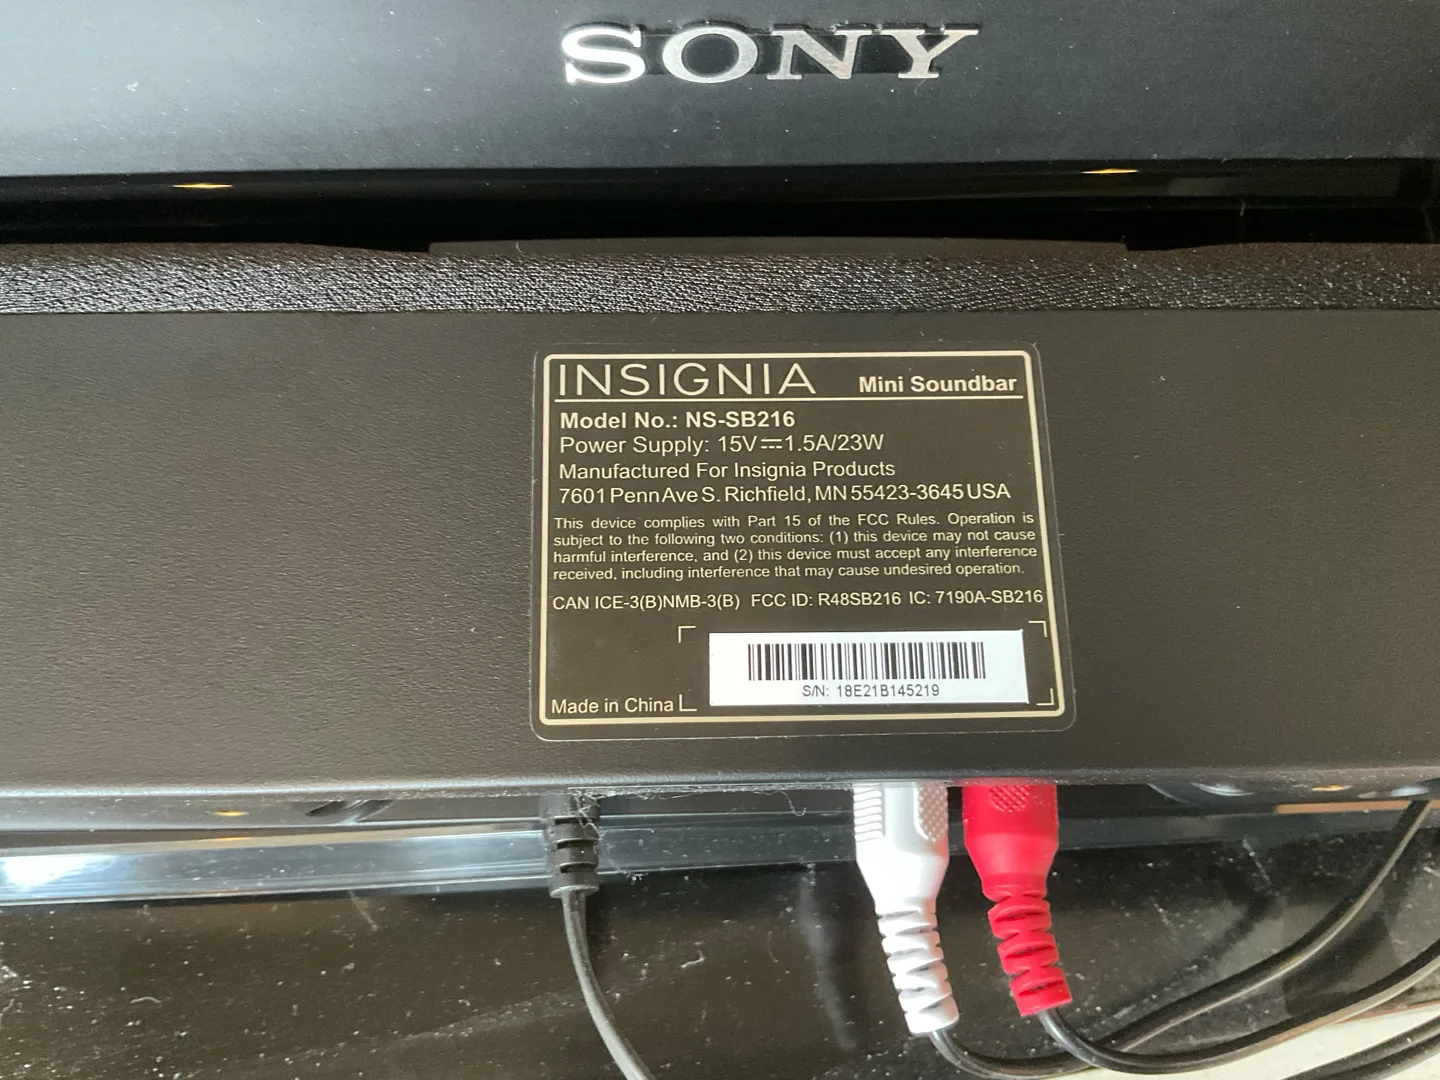 SONY
INSIGNIA Mini Soundbar
Model No.: NS-SB216
Power Supply: 15V⎓1.5A/23W
Manufactured For Insignia Products
7601 Penn Ave S. Richfield, MN 55423-3645 USA
This device complies with Part 15 of the FCC Rules. Operation is
subject to the following two conditions: (1) this device may not cause
harmful interference, and (2) this device must accept any interference
received, including interference that may cause undesired operation.
CAN ICE-3(B)NMB-3(B) FCC ID: R48SB216 IC: 7190A-SB216
S/N: 18E21B145219
Made in China